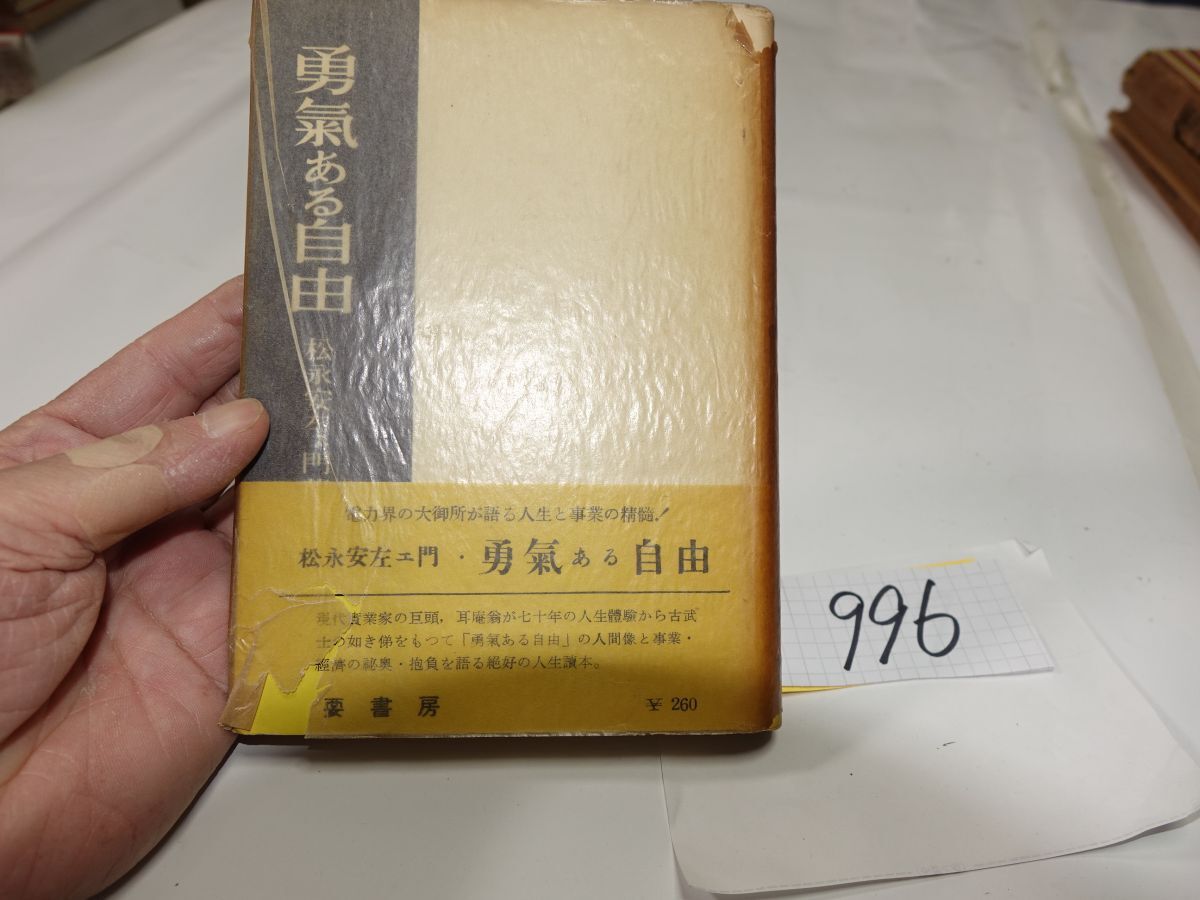 勇氣ある自由
松永安左エ門
電力界の大御所が語る人生と事業の精髓!
松永安左エ門・勇氣ある自由
現代實業家の巨頭,耳庵翁が七十年の人生體驗から古武
士の如き俤をもつて「勇氣ある自由」の人間像と事業・
經濟の祕奥・抱負を語る絶好の人生讀本。
要書房
¥260
996